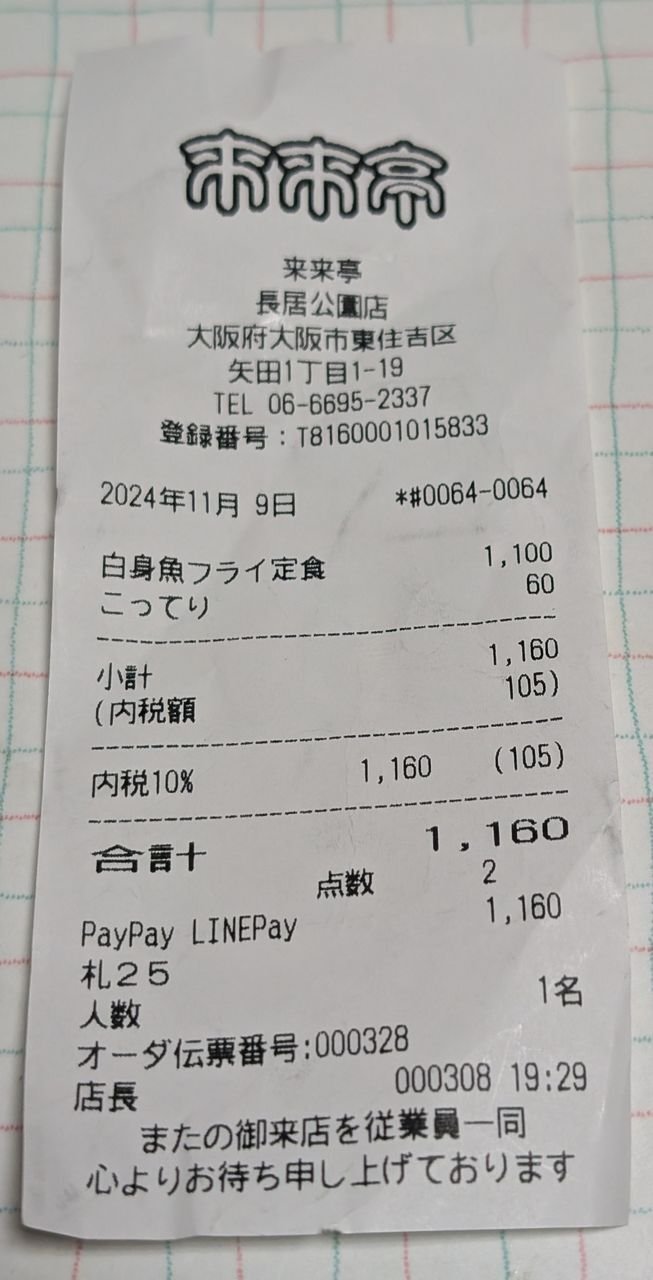 来来亭
来来亭
長居公園店
大阪府大阪市東住吉区
矢田1丁目1-19
TEL 06-6695-2337
登録番号：T8160001015833
2024年11月 9日 *#0064-0064
白身魚フライ定食 1,100
こってり 60
小計 1,160
(内税額 105)
内税10% 1,160 (105)
合計 1,160
点数 2
PayPay LINEPay 1,160
札２５
人数 1名
オーダ伝票番号:000328
店長 000308 19:29
またの御来店を従業員一同
心よりお待ち申し上げております